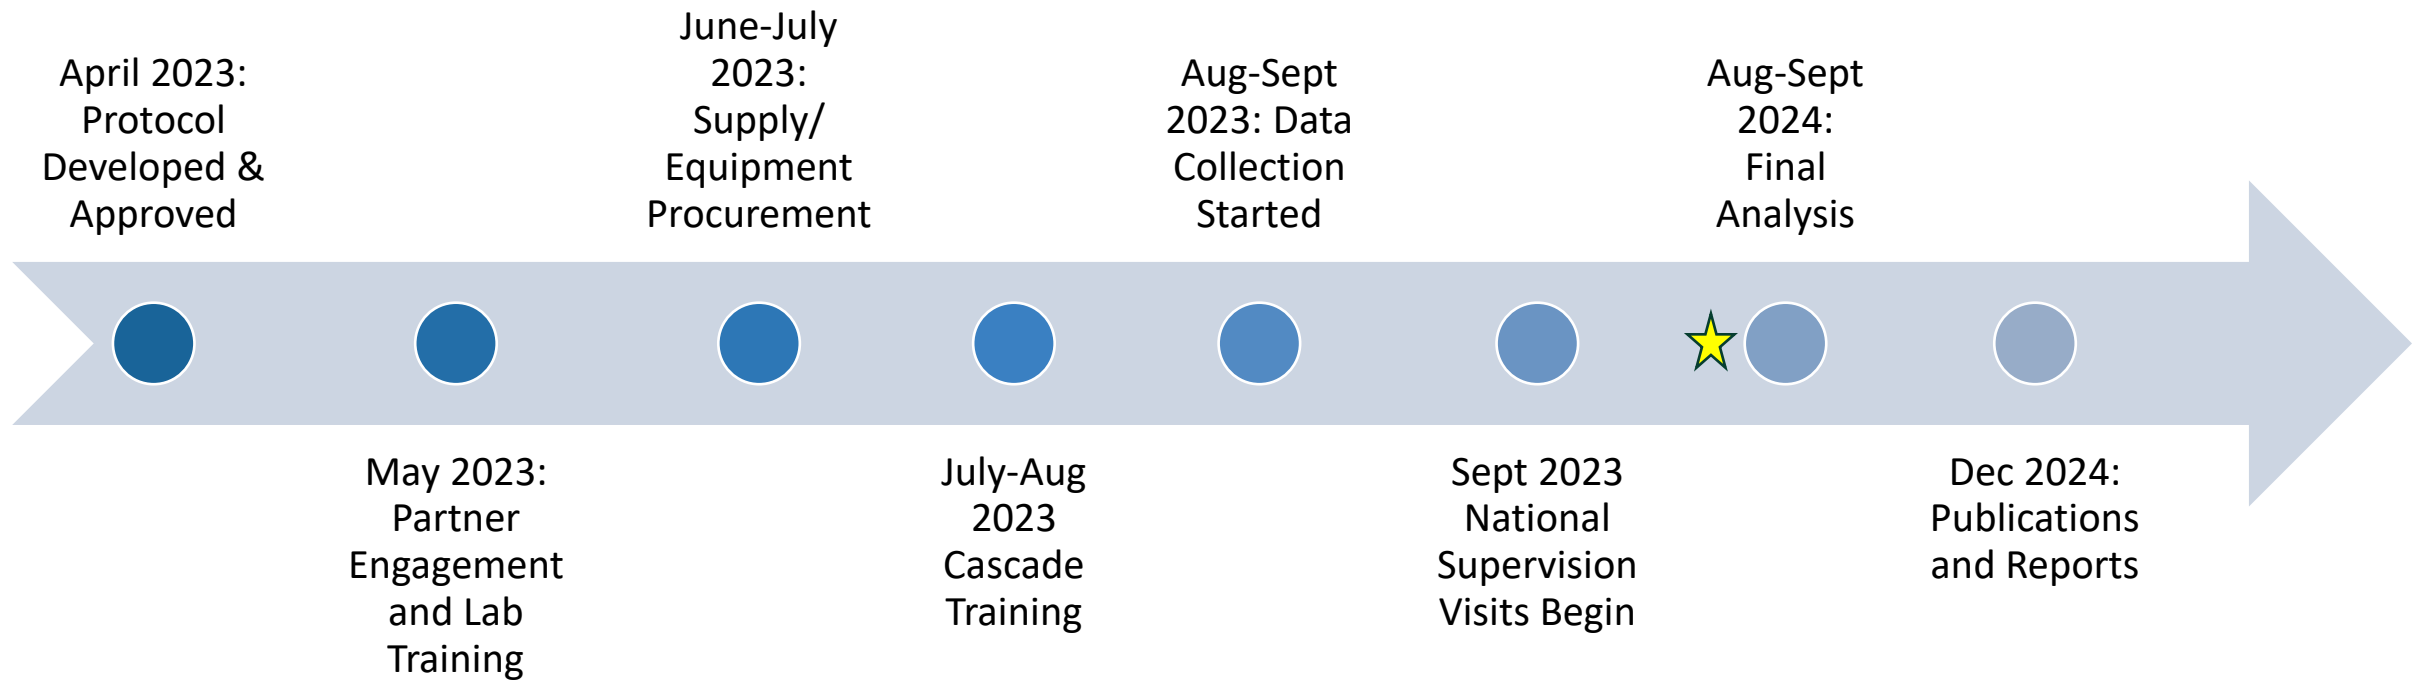 April 2023:
Protocol
Developed &
Approved
May 2023:
Partner
Engagement
and Lab
Training
June-July
2023:
Supply/
Equipment
Procurement
July-Aug
2023
Cascade
Training
Aug-Sept
2023: Data
Collection
Started
Sept 2023
National
Supervision
Visits Begin
Aug-Sept
2024:
Final
Analysis
Dec 2024:
Publications
and Reports